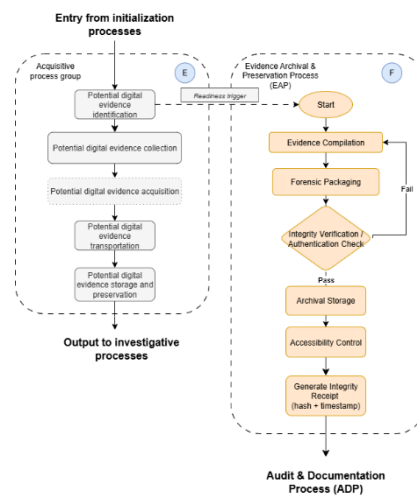 Entry from initialization
processes
Acquisitive
process group
E
Potential digital
evidence
identification
Potential digital evidence collection
Potential digital evidence acquisition
Potential digital
evidence
transportation
Potential digital
evidence storage and
preservation
Output to investigative
processes
Readiness trigger
Evidence Archival &
Preservation Process
(EAP)
F
Start
Evidence Compilation
Forensic Packaging
Fail
Integrity Verification /
Authentication Check
Pass
Archival Storage
Accessibility Control
Generate Integrity
Receipt
(hash + timestamp)
Audit & Documentation
Process (ADP)